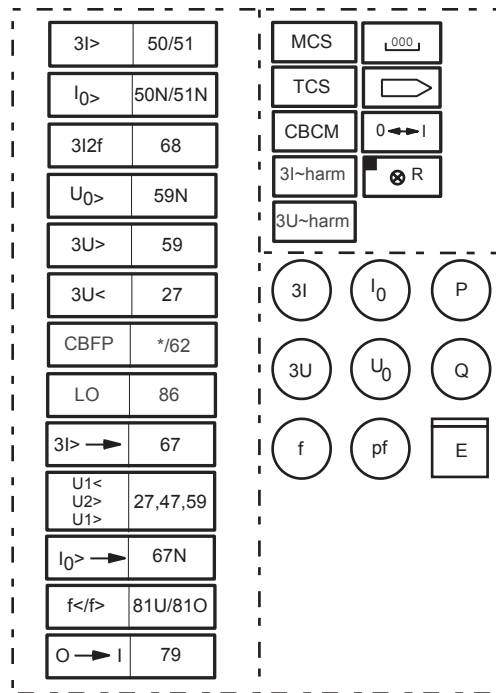 3I> 50/51
I0> 50N/51N
3I2f 68
U0> 59N
3U> 59
3U< 27
CBFP */62
LO 86
3I> 67
U1<
U2> 27,47,59
U1>
I0> 67N
f</f> 81U/81O
O I 79
MCS 000
TCS
CBCM 0 I
3I~harm R
3U~harm
3I I0 P
3U U0 Q
f pf E